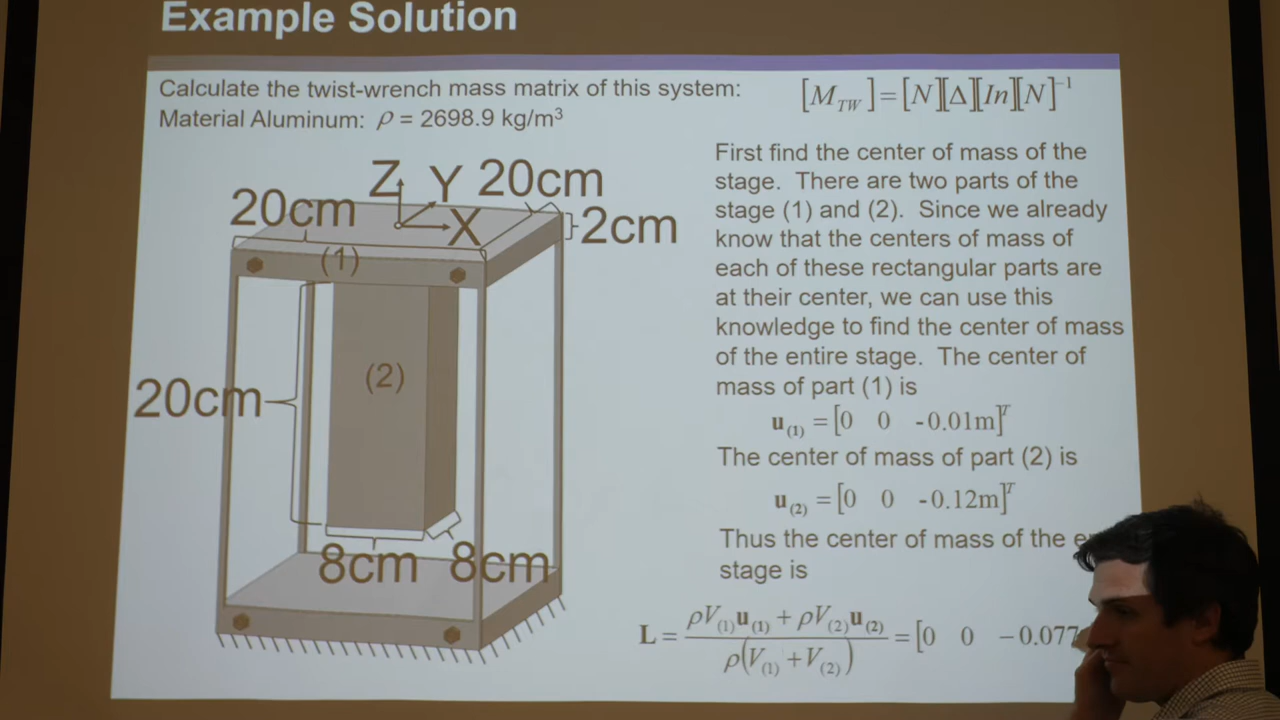 Example Solution
Calculate the twist-wrench mass matrix of this system:
Material Aluminum: ρ = 2698.9 kg/m³
[M_TW]=[N][Δ][In][N]⁻¹
Z Y 20cm
20cm
X 2cm
(1)
(2)
20cm
8cm 8cm
First find the center of mass of the
stage. There are two parts of the
stage (1) and (2). Since we already
know that the centers of mass of
each of these rectangular parts are
at their center, we can use this
knowledge to find the center of mass
of the entire stage. The center of
mass of part (1) is
u₍₁₎ = [0 0 -0.01m]ᵀ
The center of mass of part (2) is
u₍₂₎ = [0 0 -0.12m]ᵀ
Thus the center of mass of the
stage is
L = (ρV₍₁₎u₍₁₎ + ρV₍₂₎u₍₂₎) / (ρ(V₍₁₎ + V₍₂₎)) = [0 0 −0.077